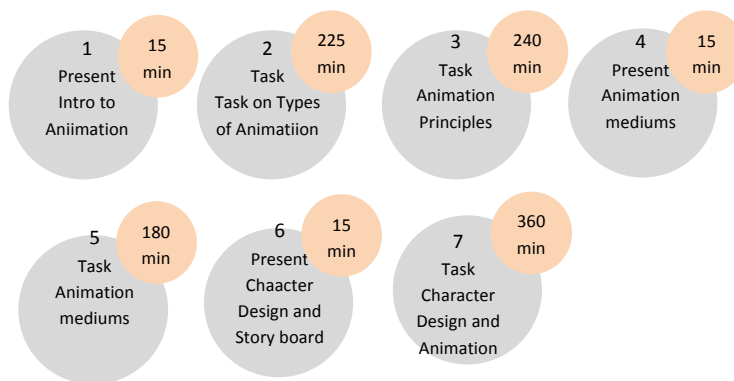 1
Present
Intro to
Aniimation
15
min
2
Task
Task on Types
of Animatiion
225
min
3
Task
Animation
Principles
240
min
4
Present
Animation
mediums
15
min
5
Task
Animation
mediums
180
min
6
Present
Chaacter
Design and
Story board
15
min
7
Task
Character
Design and
Animation
360
min